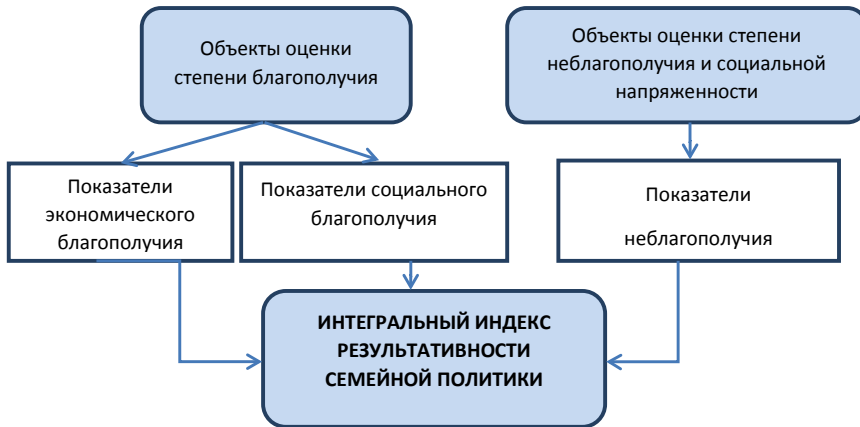 Объекты оценки
степени благополучия
Объекты оценки степени
неблагополучия и социальной
напряженности
Показатели
экономического
благополучия
Показатели социального
благополучия
Показатели
неблагополучия
ИНТЕГРАЛЬНЫЙ ИНДЕКС
РЕЗУЛЬТАТИВНОСТИ
СЕМЕЙНОЙ ПОЛИТИКИ